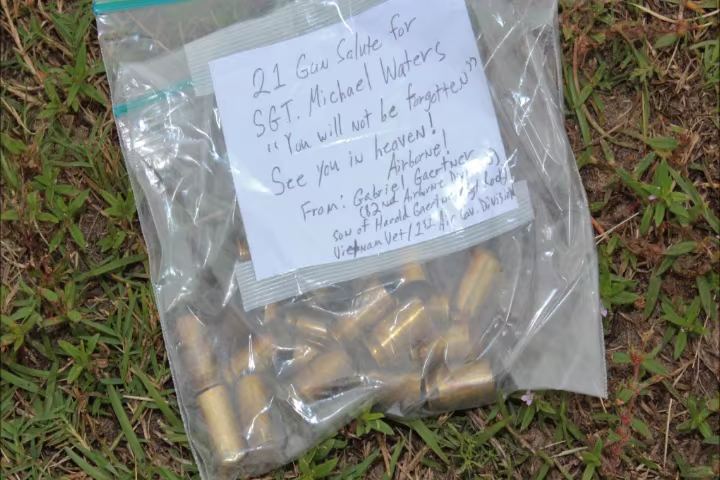 21 Gun Salute for
SGT. Michael Waters
"You will not be forgotten"
See you in heaven!
Airborne!
From: Gabriel Gaertner
(82nd Airborne Div
son of Harold Gaertner
Vietnam Vet/1st Air Cav. Division